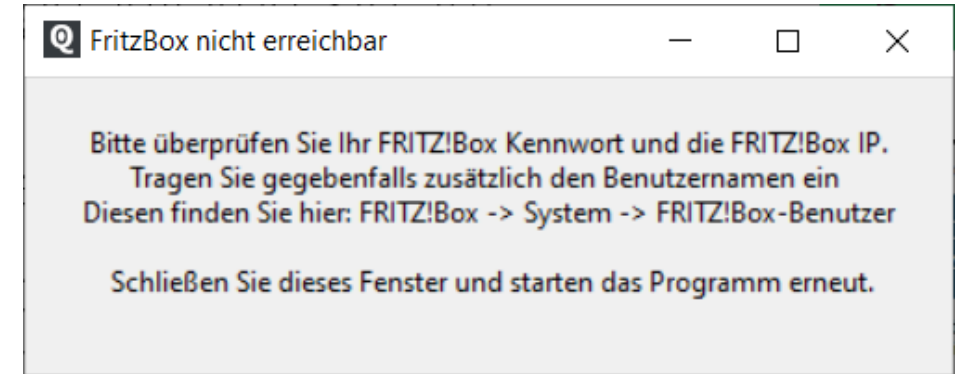 FritzBox nicht erreichbar
Bitte überprüfen Sie Ihr FRITZ!Box Kennwort und die FRITZ!Box IP.
Tragen Sie gegebenfalls zusätzlich den Benutzernamen ein
Diesen finden Sie hier: FRITZ!Box -> System -> FRITZ!Box-Benutzer
Schließen Sie dieses Fenster und starten das Programm erneut.